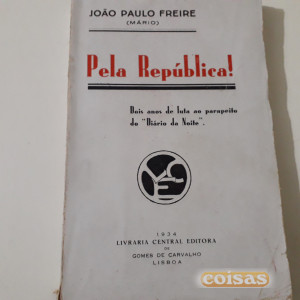 JOÃO PAULO FREIRE
(MÁRIO)
Pela República!
Dois anos de luta ao parapeito
do "Diário da Noite".
1934
LIVRARIA CENTRAL EDITORA
DE
GOMES DE CARVALHO
LISBOA
coisas